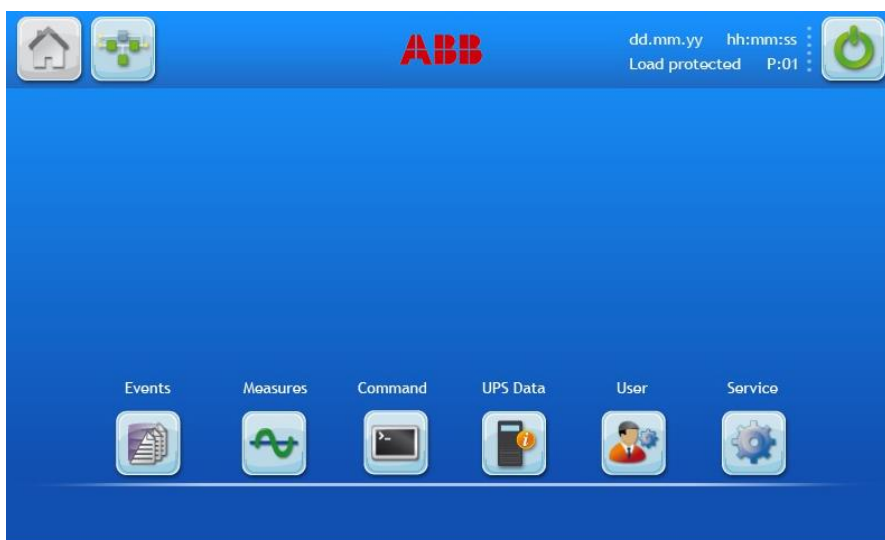 ABB
dd.mm.yy hh:mm:ss
Load protected P:01
Events Measures Command UPS Data User Service